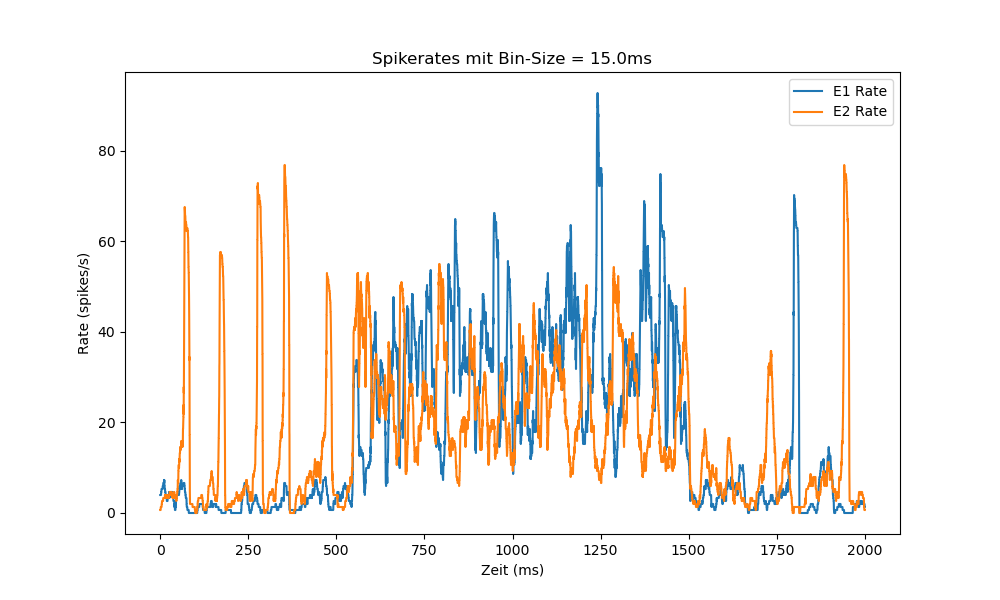 Spikerates mit Bin-Size = 15.0ms
E1 Rate
E2 Rate
Rate (spikes/s)
80
60
40
20
0
0 250 500 750 1000 1250 1500 1750 2000
Zeit (ms)